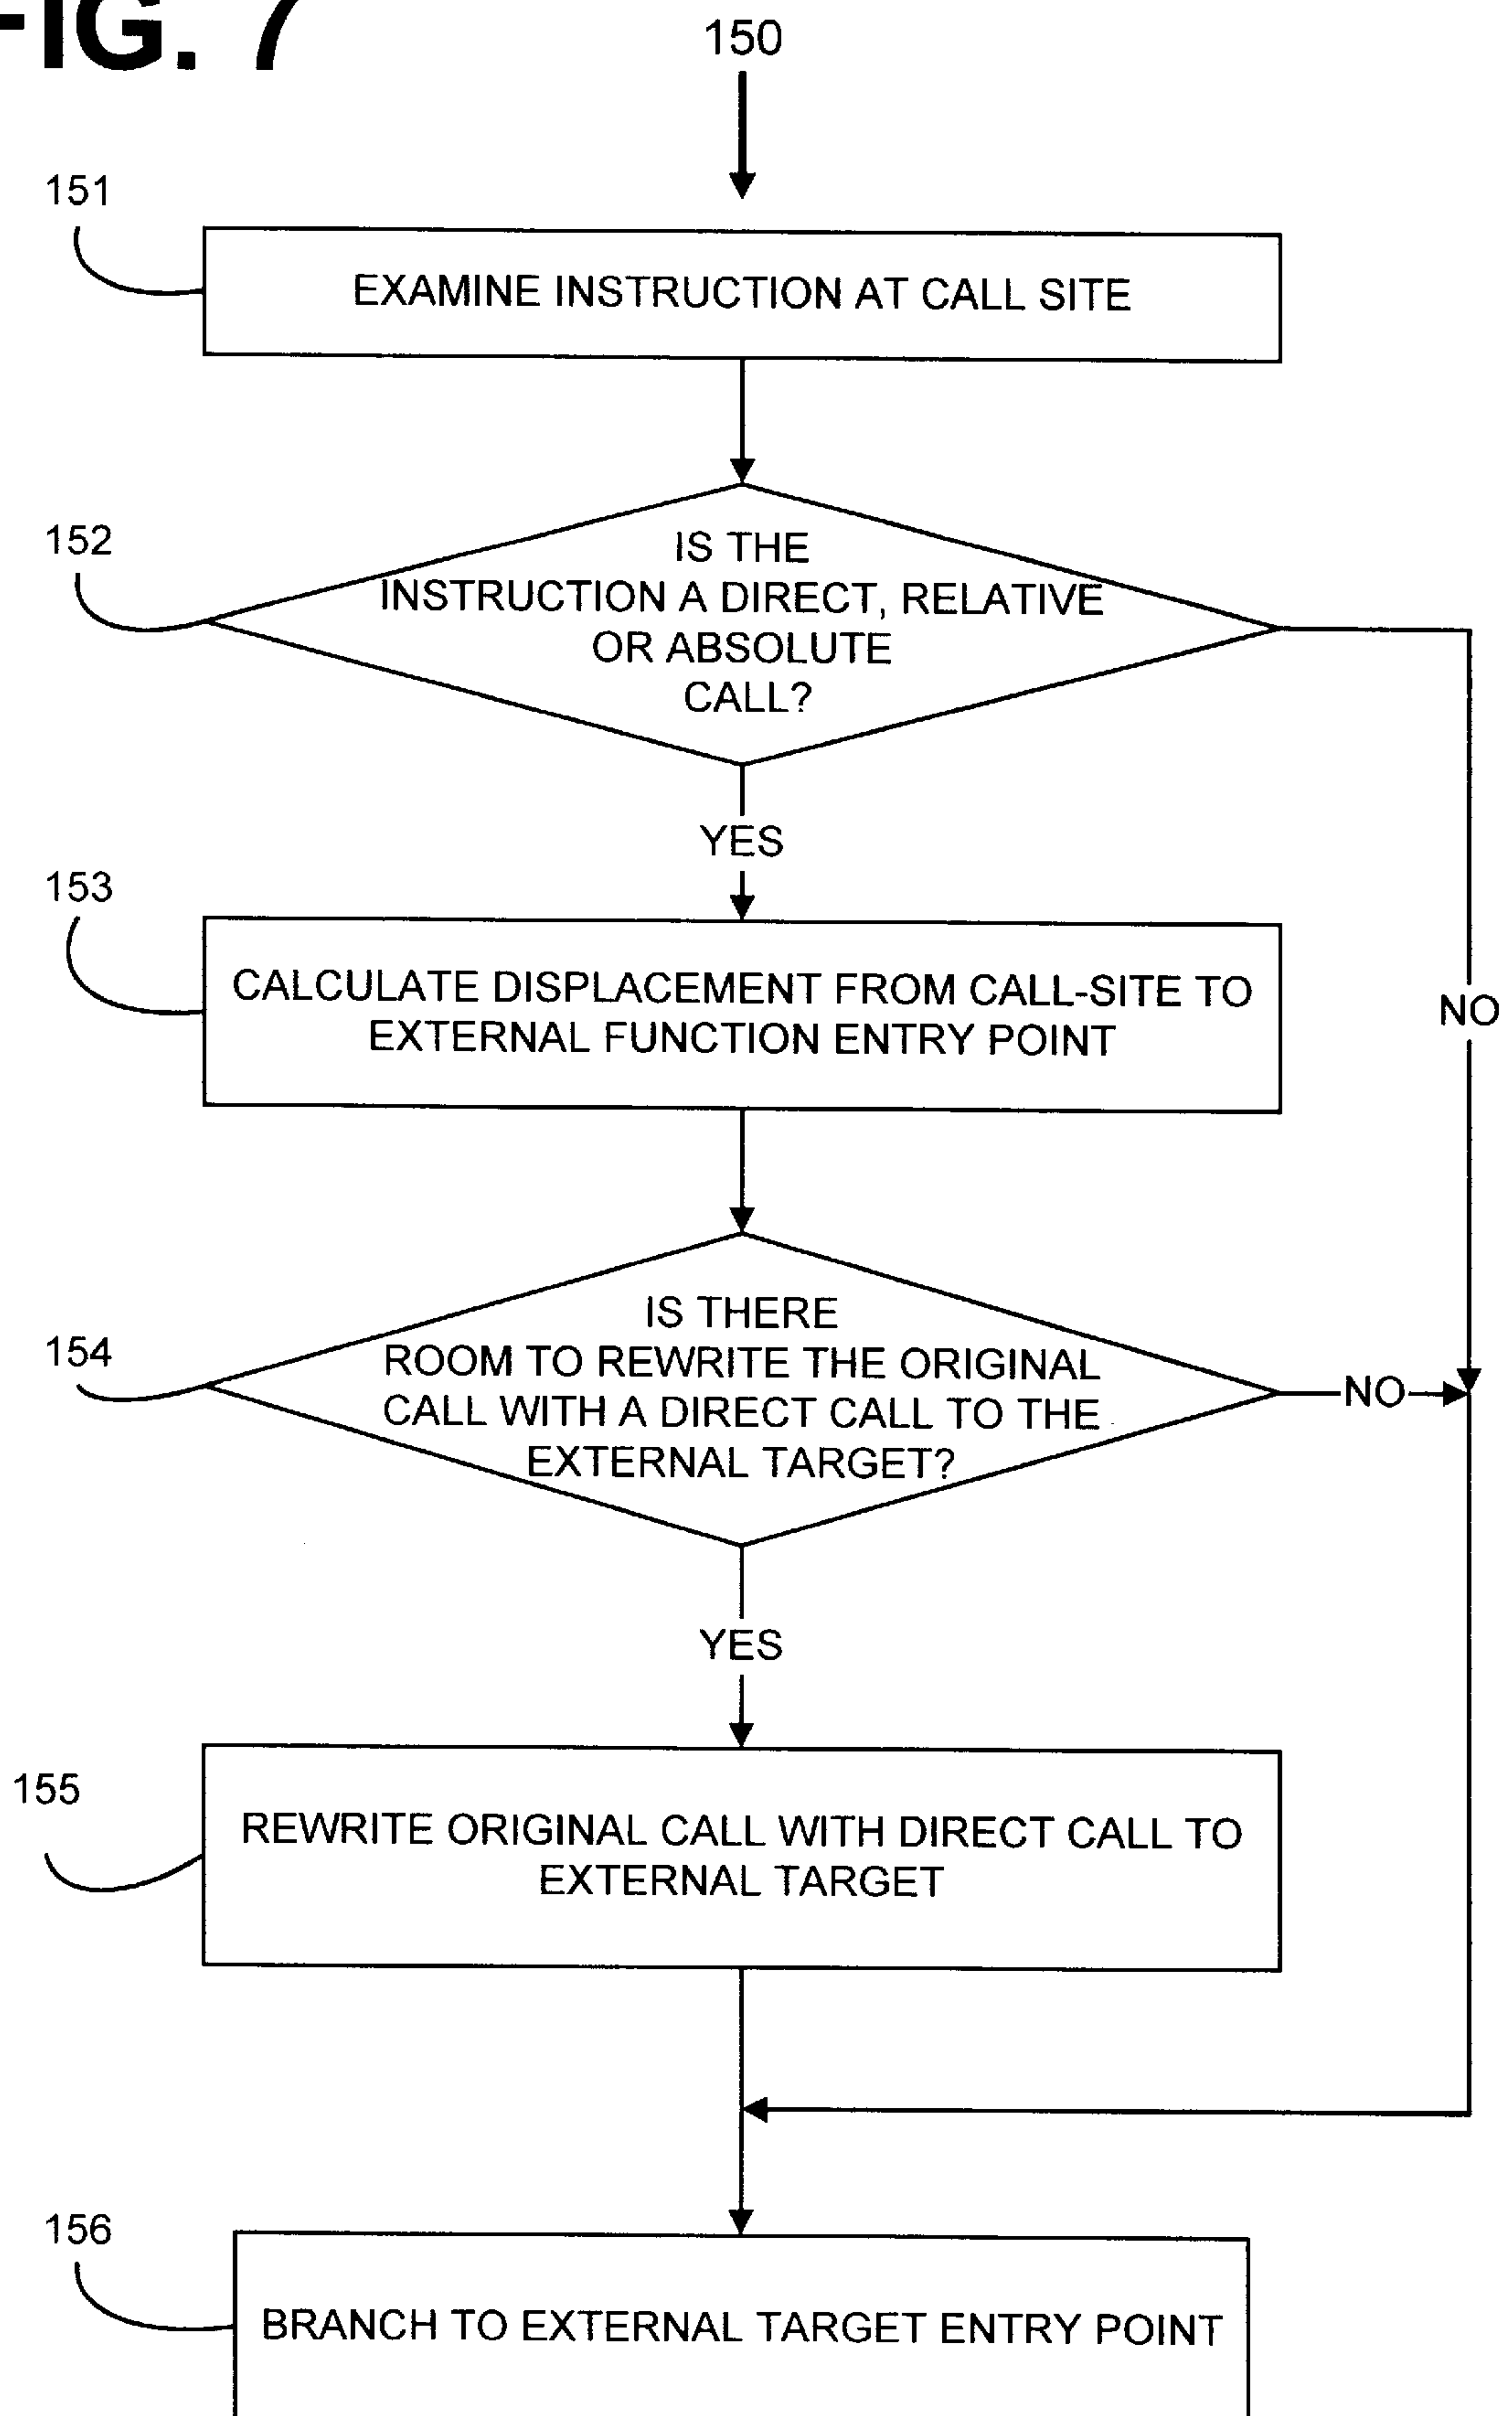 FIG. 7
150
151
EXAMINE INSTRUCTION AT CALL SITE
152
IS THE
INSTRUCTION A DIRECT, RELATIVE
OR ABSOLUTE
CALL?
YES
153
CALCULATE DISPLACEMENT FROM CALL-SITE TO
EXTERNAL FUNCTION ENTRY POINT
NO
154
IS THERE
ROOM TO REWRITE THE ORIGINAL
CALL WITH A DIRECT CALL TO THE
EXTERNAL TARGET?
NO
YES
155
REWRITE ORIGINAL CALL WITH DIRECT CALL TO
EXTERNAL TARGET
156
BRANCH TO EXTERNAL TARGET ENTRY POINT